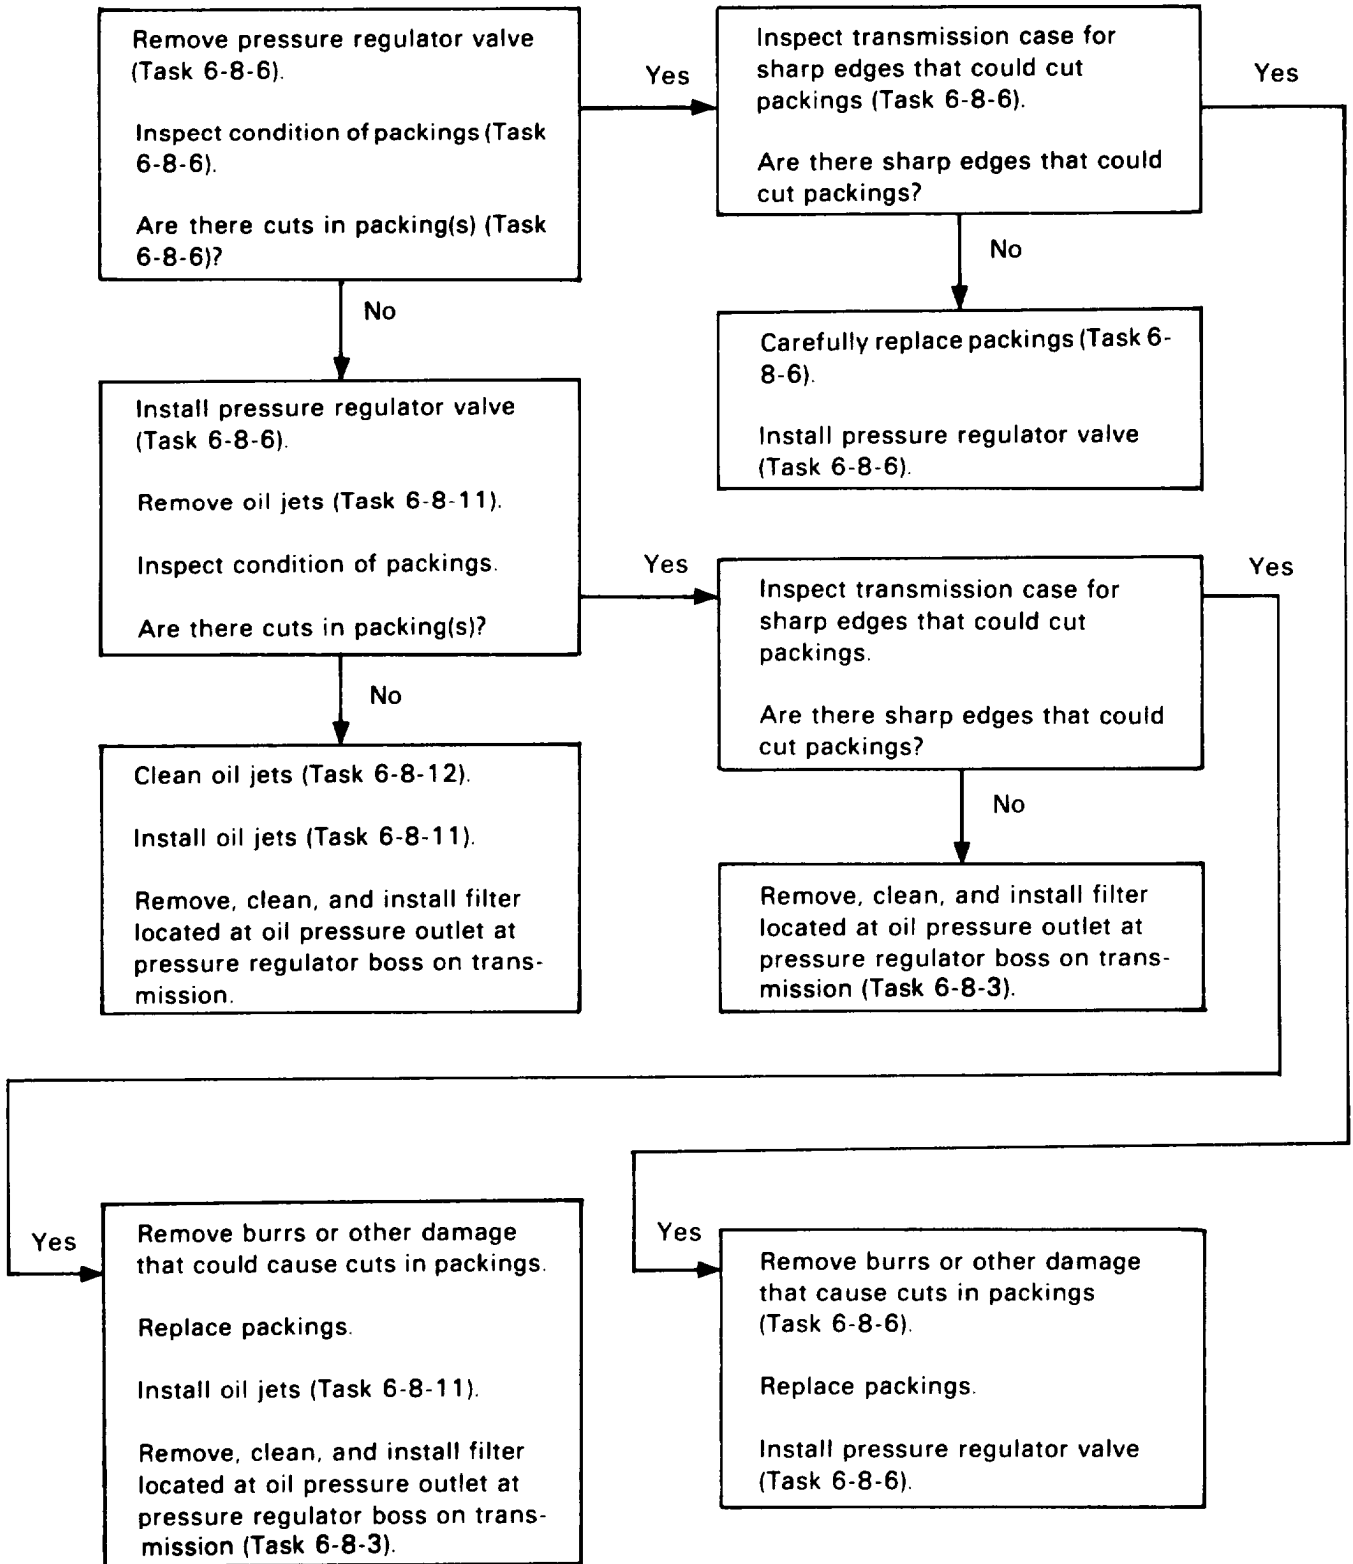 Remove pressure regulator valve
(Task 6-8-6).
Inspect condition of packings (Task
6-8-6).
Are there cuts in packing(s) (Task
6-8-6)?
Yes
Inspect transmission case for
sharp edges that could cut
packings (Task 6-8-6).
Are there sharp edges that could
cut packings?
Yes
No
No
Carefully replace packings (Task 6-
8-6).
Install pressure regulator valve
(Task 6-8-6).
Install pressure regulator valve
(Task 6-8-6).
Remove oil jets (Task 6-8-11).
Inspect condition of packings.
Are there cuts in packing(s)?
Yes
Inspect transmission case for
sharp edges that could cut
packings.
Are there sharp edges that could
cut packings?
Yes
No
No
Clean oil jets (Task 6-8-12).
Install oil jets (Task 6-8-11).
Remove, clean, and install filter
located at oil pressure outlet at
pressure regulator boss on trans-
mission.
Remove, clean, and install filter
located at oil pressure outlet at
pressure regulator boss on trans-
mission (Task 6-8-3).
Yes
Remove burrs or other damage
that could cause cuts in packings.
Replace packings.
Install oil jets (Task 6-8-11).
Remove, clean, and install filter
located at oil pressure outlet at
pressure regulator boss on trans-
mission (Task 6-8-3).
Yes
Remove burrs or other damage
that cause cuts in packings
(Task 6-8-6).
Replace packings.
Install pressure regulator valve
(Task 6-8-6).